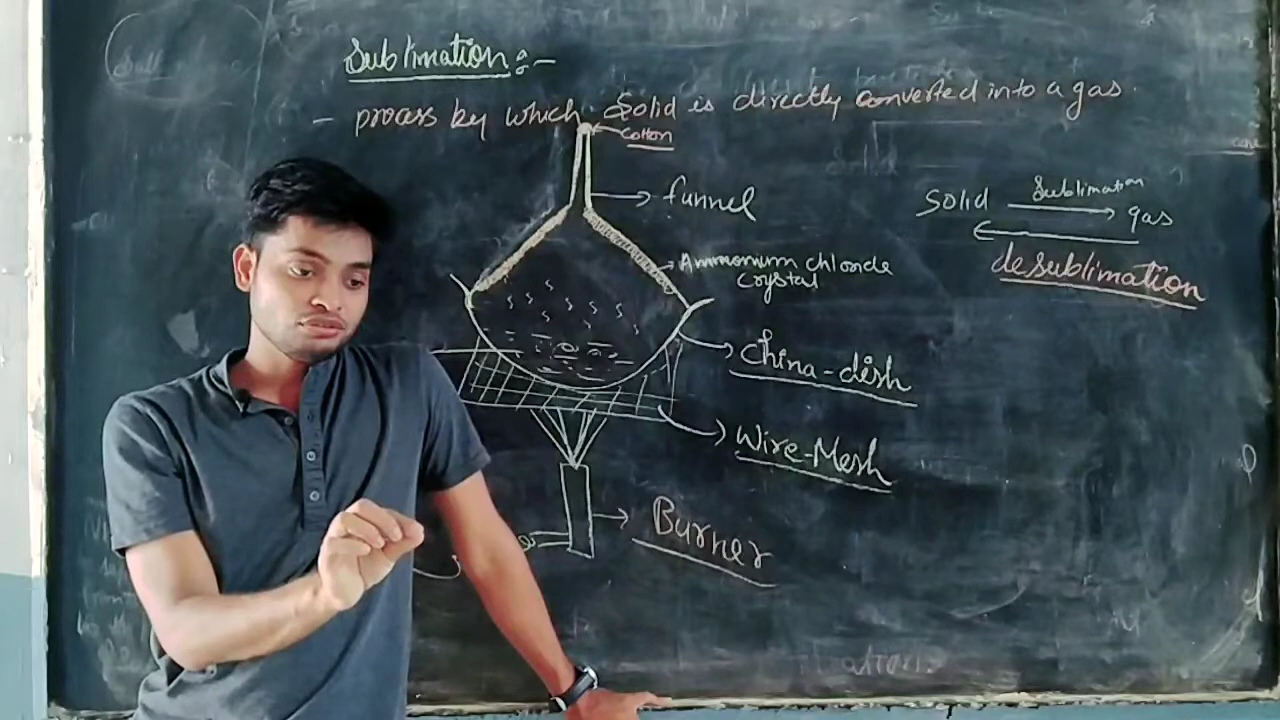 Sublimation :-
- process by which Solid is directly converted into a gas.
Cotton
funnel
Solid Sublimation gas
desublimation
Ammonium chloride
crystal
China-dish
Wire-Mesh
Burner